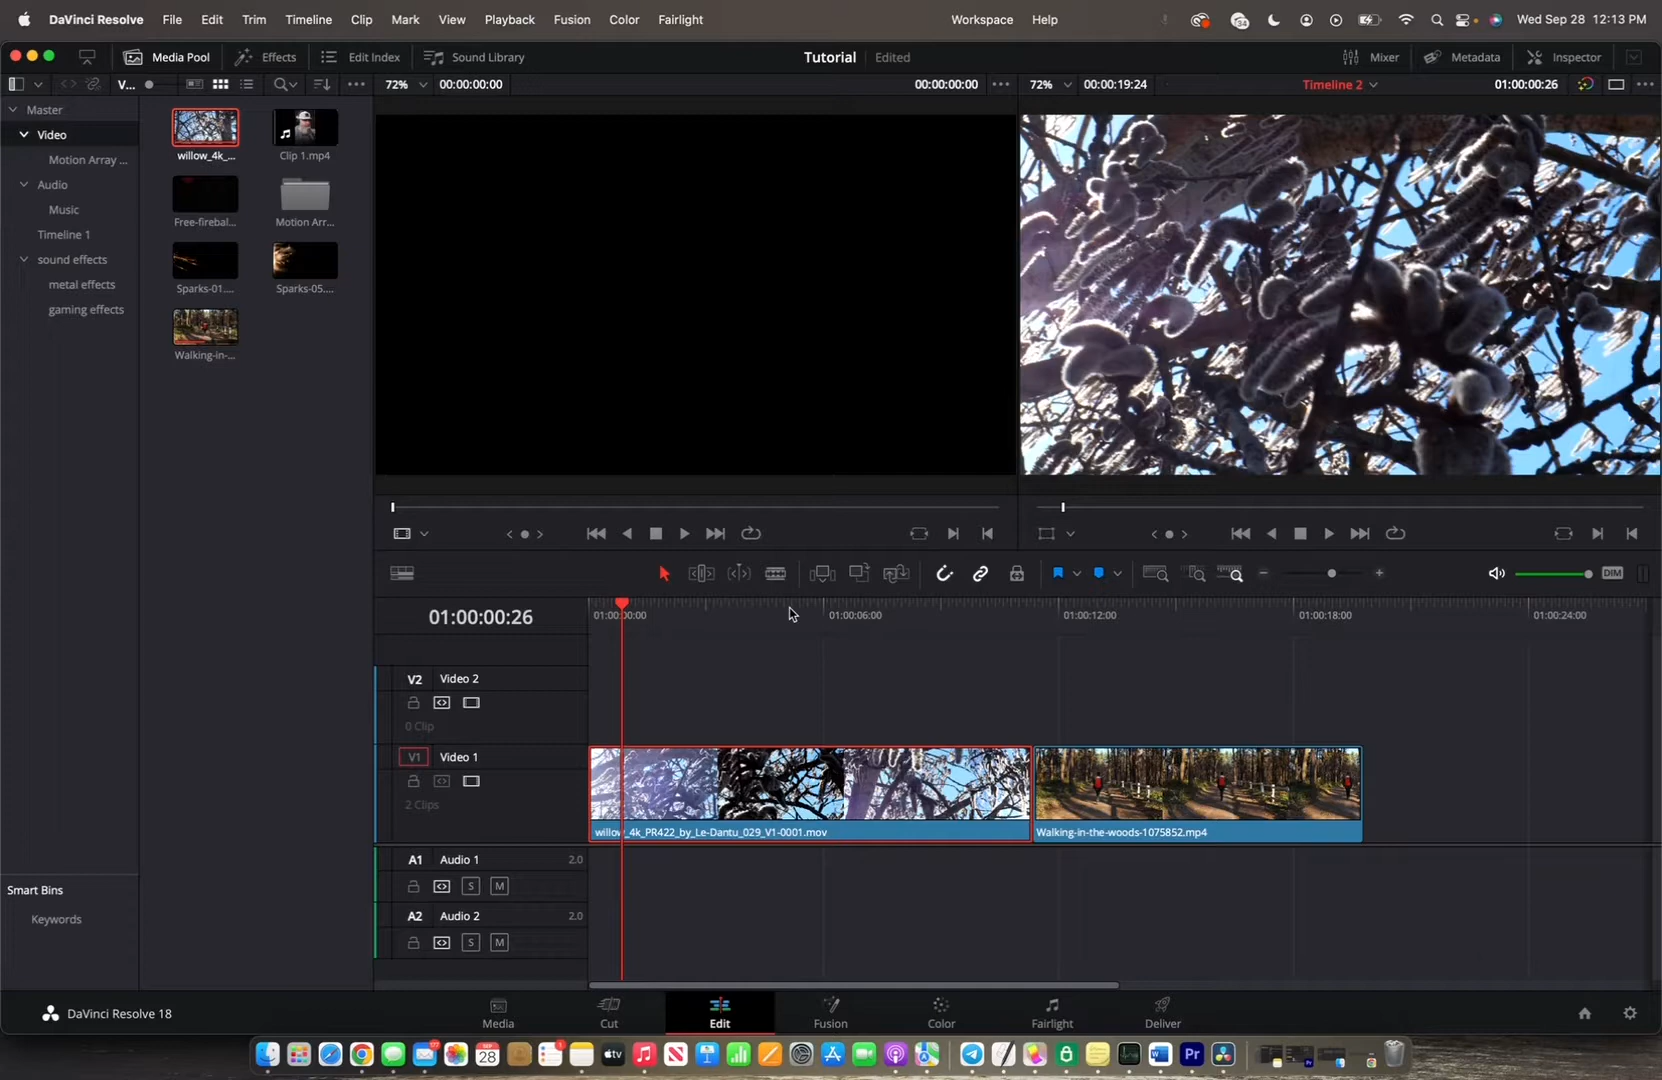 DaVinci Resolve File Edit Trim Timeline Clip Mark View Playback Fusion Color Fairlight Workspace Help Wed Sep 28 12:13 PM
Media Pool Effects Edit Index Sound Library Tutorial Edited Mixer Metadata Inspector
V... 72% 00:00:00:00 00:00:00:00 72% 00:00:19:24 Timeline 2 01:00:00:26
Master
Video
Motion Array ...
Audio
Music
Timeline 1
sound effects
metal effects
gaming effects
willow_4k_... Clip 1.mp4
Free-firebal... Motion Arr...
Sparks-01.... Sparks-05....
Walking-in-...
DIM
01:00:00:26
01:00:00:00 01:00:06:00 01:00:12:00 01:00:18:00 01:00:24:00
V2 Video 2
0 Clip
V1 Video 1
2 Clips
willow_4k_PR422_by_Le-Dantu_029_V1-0001.mov Walking-in-the-woods-1075852.mp4
A1 Audio 1 2.0
S M
A2 Audio 2 2.0
S M
Smart Bins
Keywords
DaVinci Resolve 18 Media Cut Edit Fusion Color Fairlight Deliver